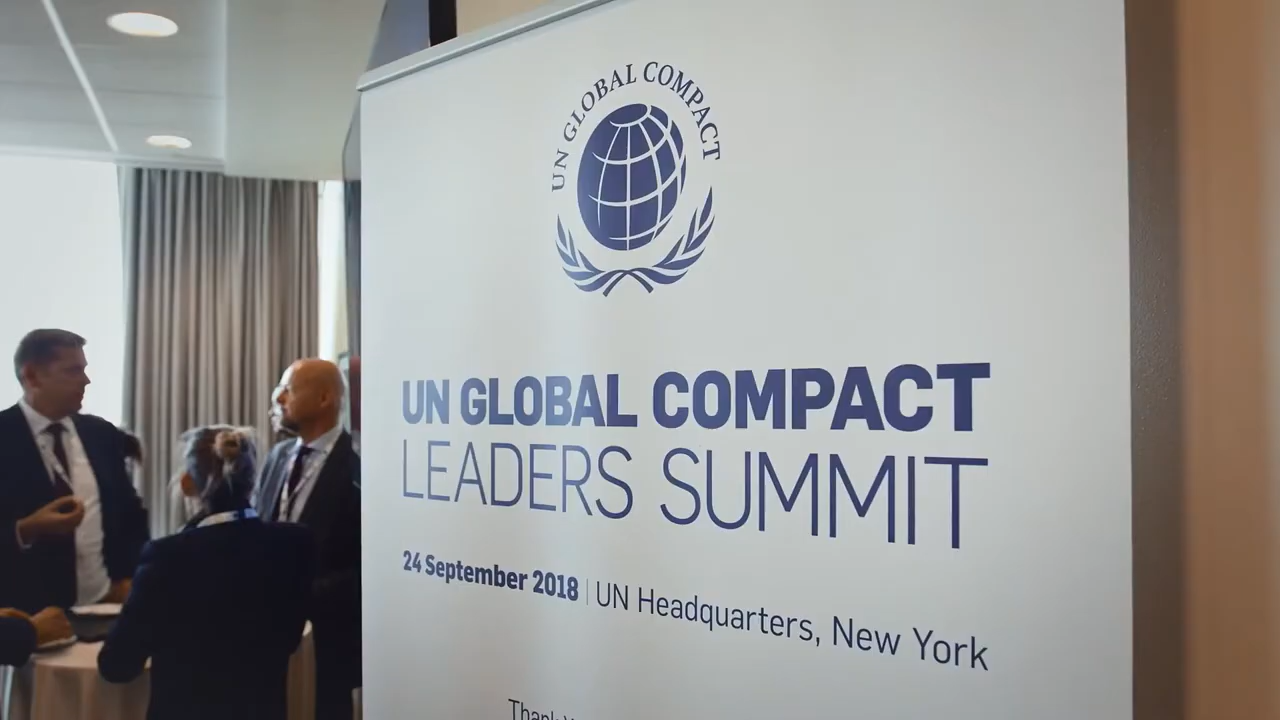 UN GLOBAL COMPACT
UN GLOBAL COMPACT
LEADERS SUMMIT
24 September 2018 | UN Headquarters, New York